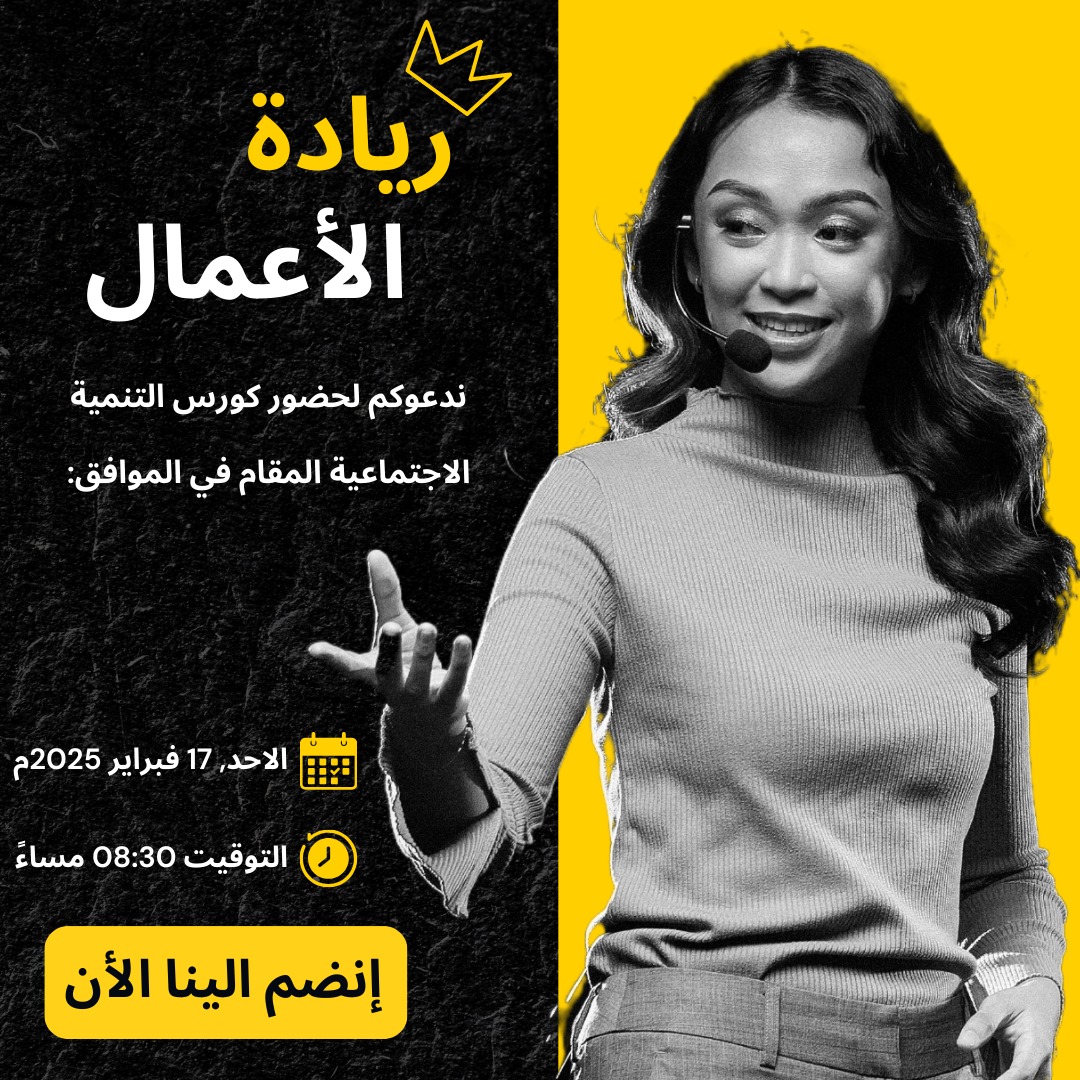 ريادة
الأعمال
ندعوكم لحضور كورس التنمية
الاجتماعية المقام في الموافق:
الاحد, 17 فبراير 2025م
التوقيت 08:30 مساءً
إنضم الينا الأن